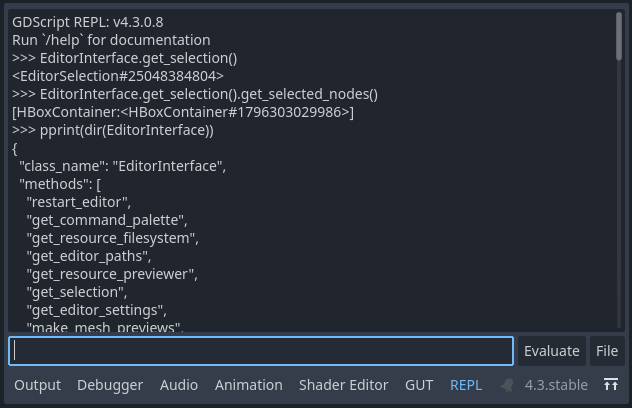 GDScript REPL: v4.3.0.8
Run `/help` for documentation
>>> EditorInterface.get_selection()
<EditorSelection#25048384804>
>>> EditorInterface.get_selection().get_selected_nodes()
[HBoxContainer:<HBoxContainer#1796303029986>]
>>> pprint(dir(EditorInterface))
{
  "class_name": "EditorInterface",
  "methods": [
    "restart_editor",
    "get_command_palette",
    "get_resource_filesystem",
    "get_editor_paths",
    "get_resource_previewer",
    "get_selection",
    "get_editor_settings",
    "make_mesh_previews",
Evaluate File
Output Debugger Audio Animation Shader Editor GUT REPL 4.3.stable